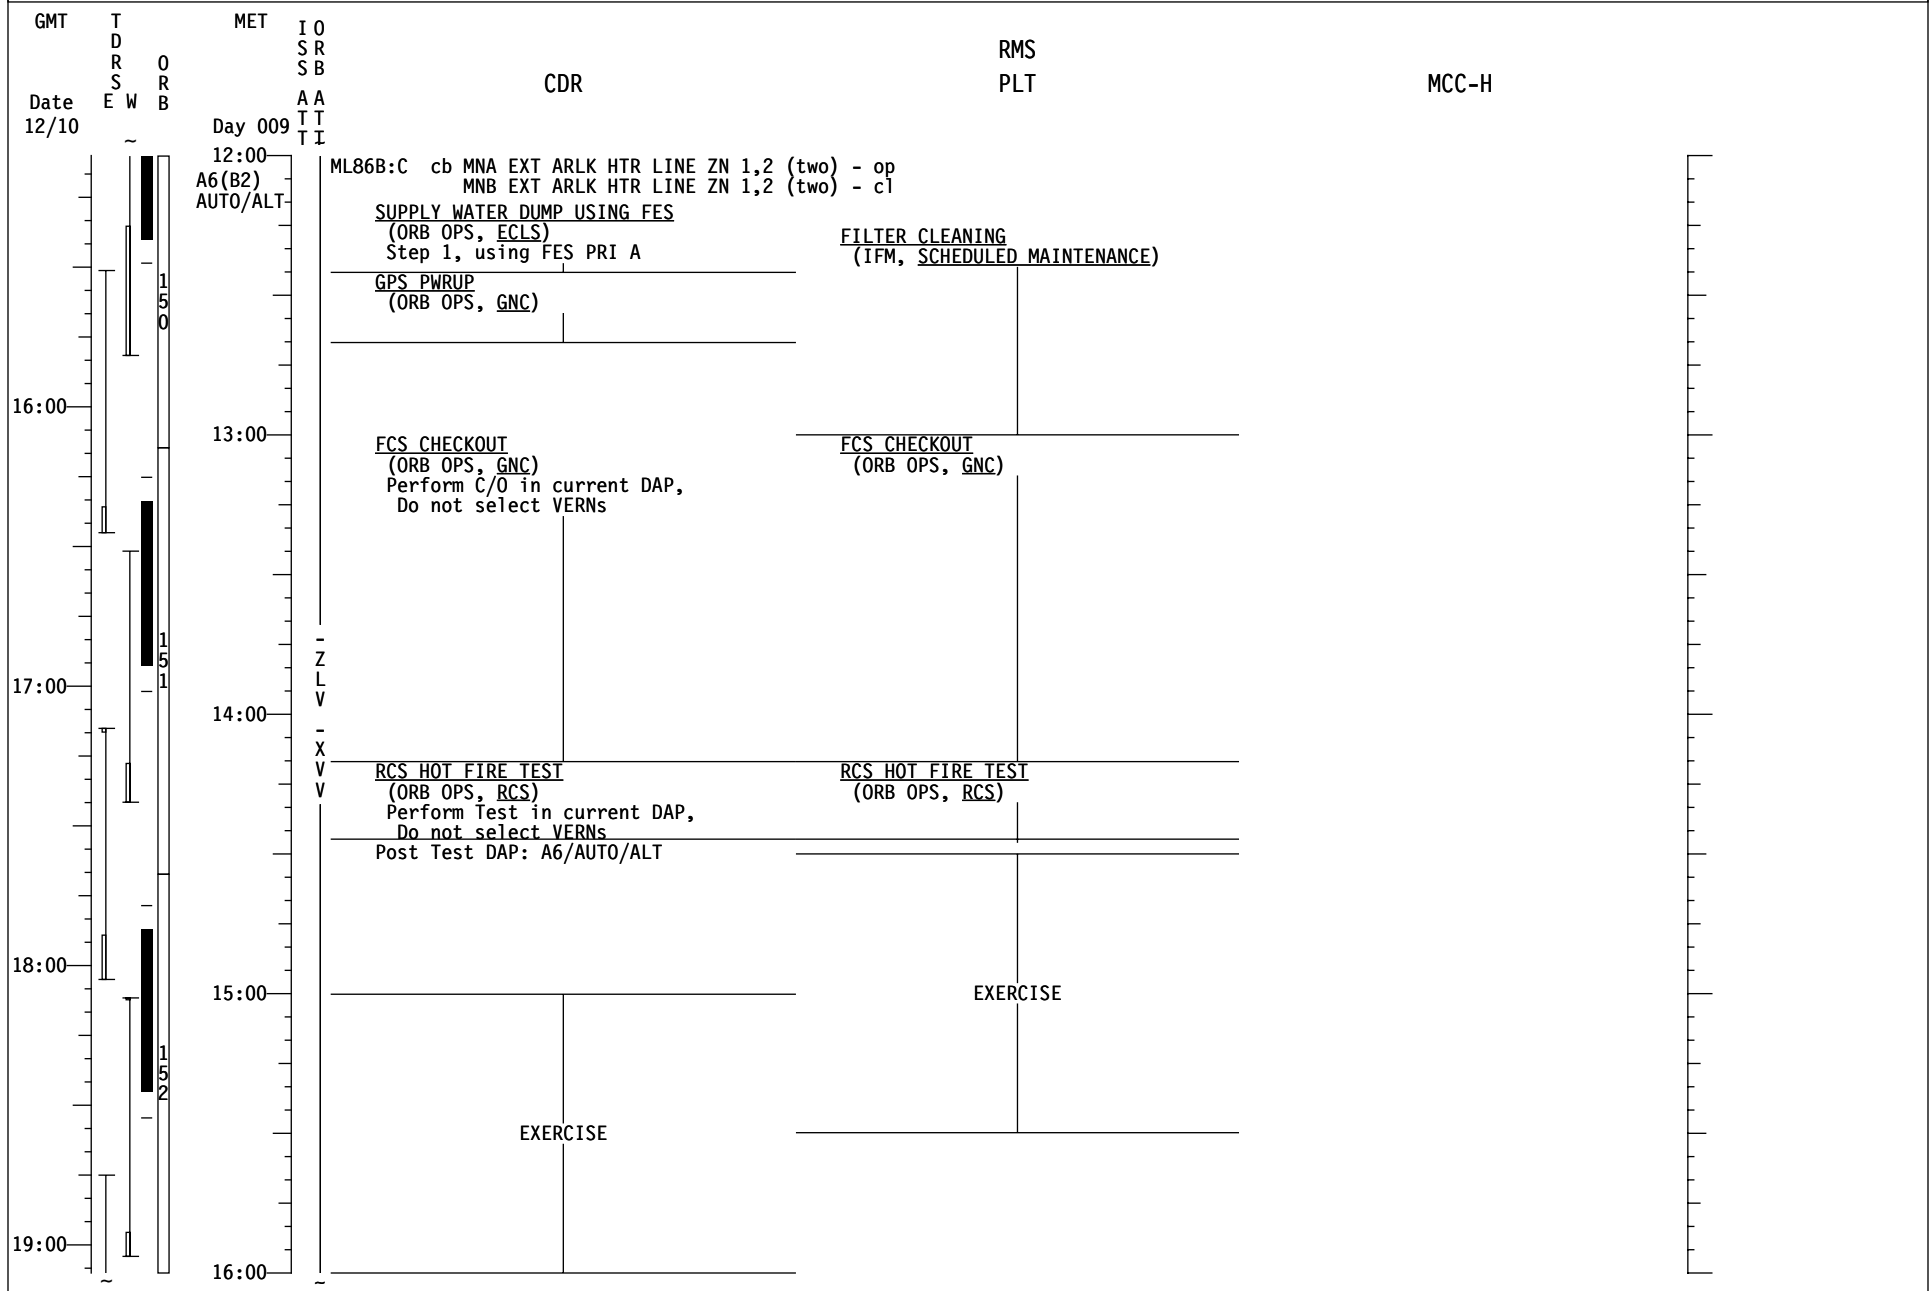 GMT
TDRS
E W
ORB
MET
ISS ATT
ORB ATT
CDR
RMS
PLT
MCC-H
Date
12/10
Day 009
~
~
12:00
A6(B2)
AUTO/ALT
ML86B:C cb MNA EXT ARLK HTR LINE ZN 1,2 (two) - op
MNB EXT ARLK HTR LINE ZN 1,2 (two) - cl
SUPPLY WATER DUMP USING FES
(ORB OPS, ECLS)
Step 1, using FES PRI A
FILTER CLEANING
(IFM, SCHEDULED MAINTENANCE)
GPS PWRUP
(ORB OPS, GNC)
150
16:00
13:00
FCS CHECKOUT
(ORB OPS, GNC)
Perform C/O in current DAP,
Do not select VERNs
FCS CHECKOUT
(ORB OPS, GNC)
151
17:00
14:00
-ZLV -XVV
RCS HOT FIRE TEST
(ORB OPS, RCS)
Perform Test in current DAP,
Do not select VERNs
Post Test DAP: A6/AUTO/ALT
RCS HOT FIRE TEST
(ORB OPS, RCS)
18:00
15:00
EXERCISE
152
EXERCISE
19:00
16:00
~
~